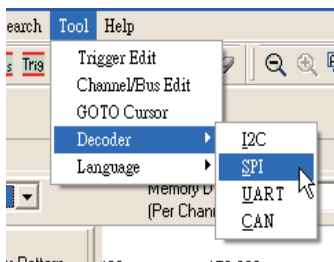 earch Tool Help
Trig
Trigger Edit
Channel/Bus Edit
GOTO Cursor
Decoder
I2C
Language
SPI
UART
CAN
Memory D
(Per Chann